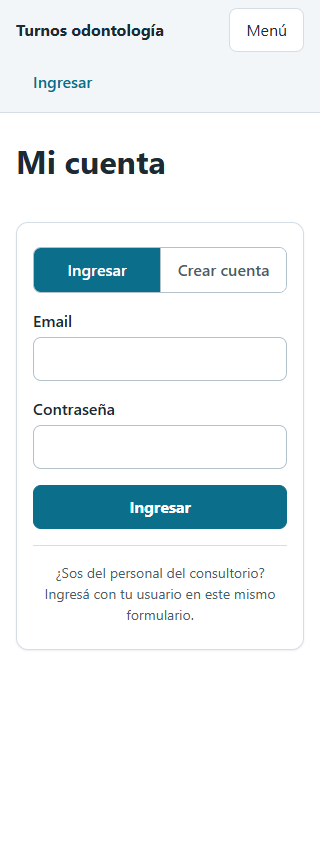 Turnos odontología
Menú
Ingresar
Mi cuenta
Ingresar
Crear cuenta
Email
Contraseña
Ingresar
¿Sos del personal del consultorio?
Ingresá con tu usuario en este mismo
formulario.